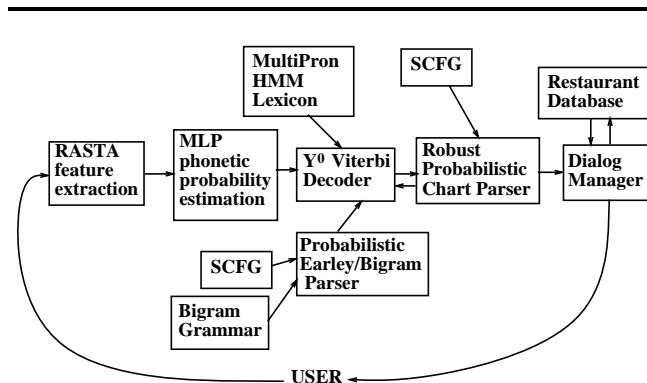 MultiPron
HMM
Lexicon
SCFG
Restaurant
Database
RASTA
feature
extraction
MLP
phonetic
probability
estimation
Y⁰ Viterbi
Decoder
Robust
Probabilistic
Chart Parser
Dialog
Manager
SCFG
Probabilistic
Earley/Bigram
Parser
Bigram
Grammar
USER